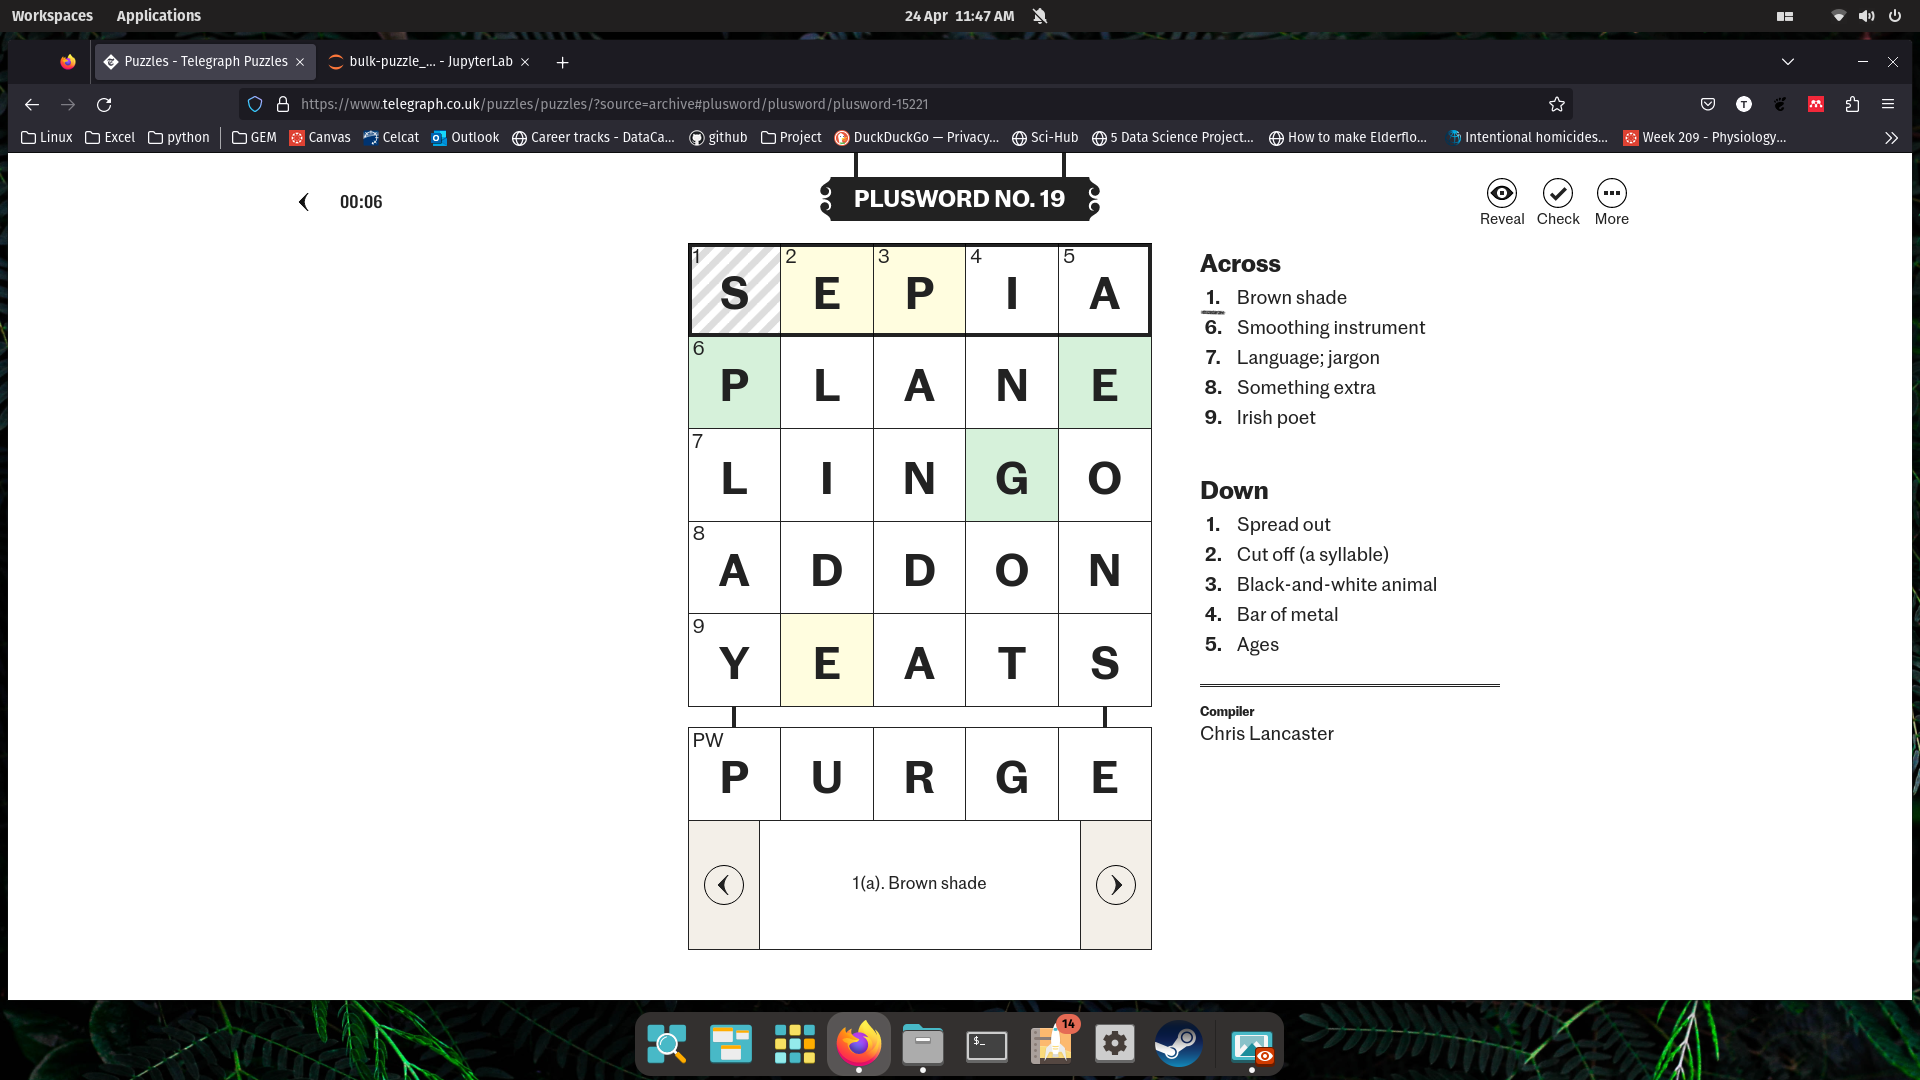 Workspaces Applications 24 Apr 11:47 AM
Puzzles - Telegraph Puzzles bulk-puzzle_... - JupyterLab
https://www.telegraph.co.uk/puzzles/puzzles/?source=archive#plusword/plusword/plusword-15221
Linux Excel python GEM Canvas Celcat Outlook Career tracks - DataCa... github Project DuckDuckGo — Privacy... Sci-Hub 5 Data Science Project... How to make Elderflo... Intentional homicides... Week 209 - Physiology...
00:06
PLUSWORD NO. 19
Reveal Check More
1 2 3 4 5
S E P I A
6
P L A N E
7
L I N G O
8
A D D O N
9
Y E A T S
PW
P U R G E
1(a). Brown shade
Across
1. Brown shade
6. Smoothing instrument
7. Language; jargon
8. Something extra
9. Irish poet
Down
1. Spread out
2. Cut off (a syllable)
3. Black-and-white animal
4. Bar of metal
5. Ages
Compiler
Chris Lancaster
14